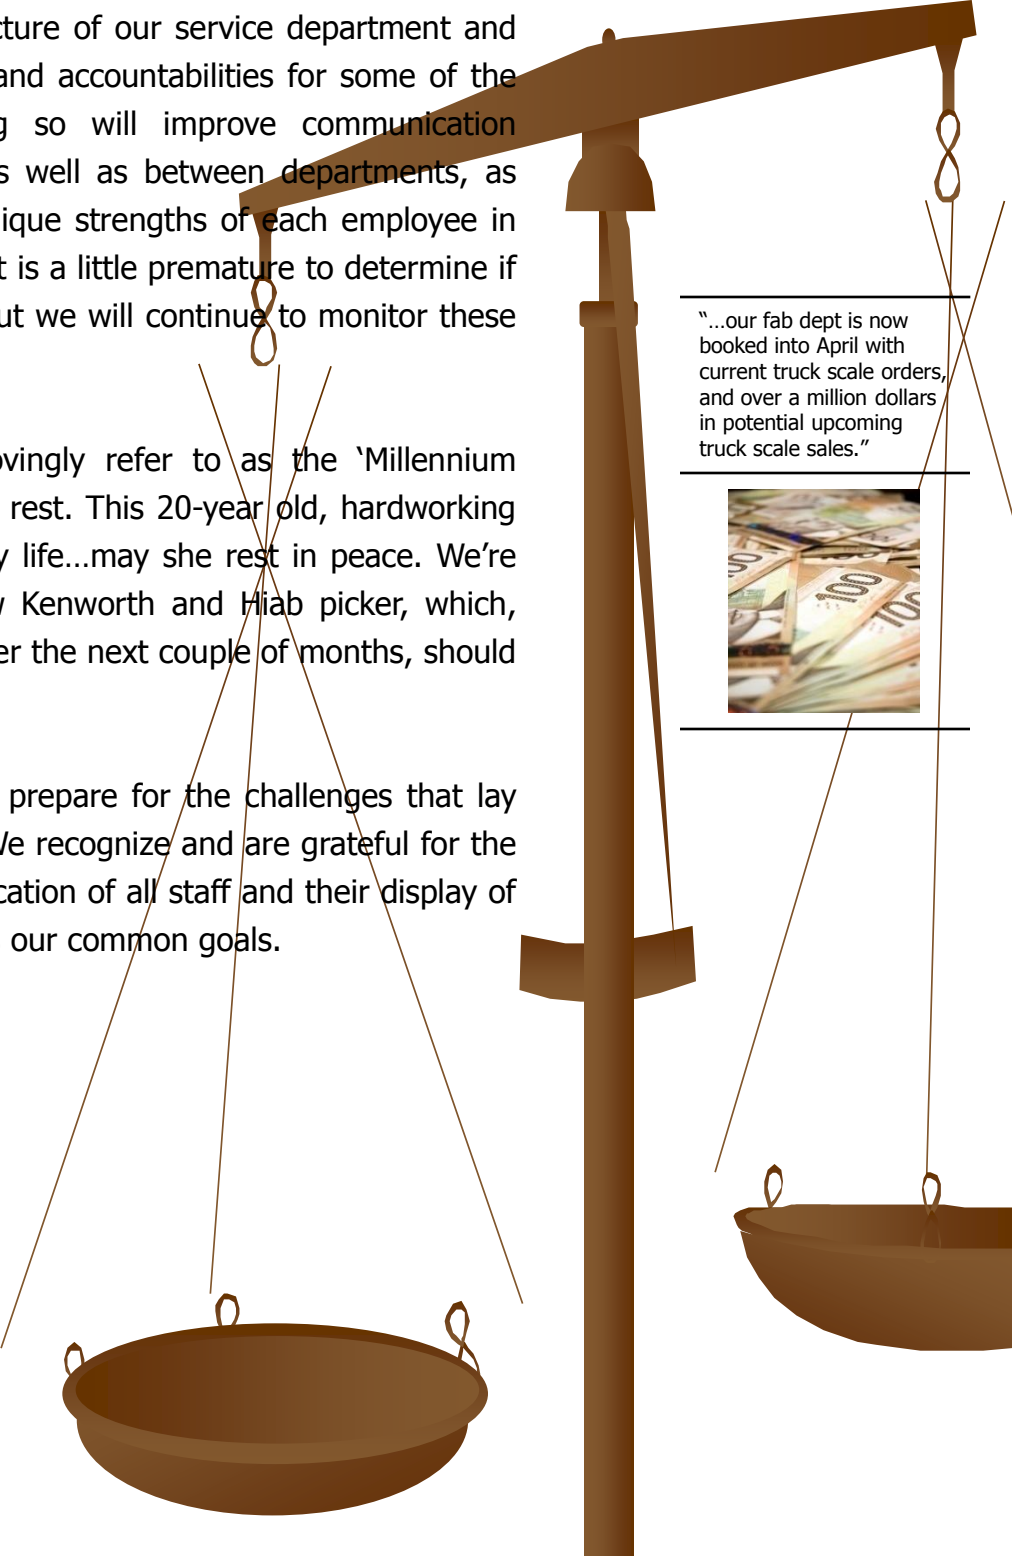 cture of our service department and
and accountabilities for some of the
g so will improve communication
s well as between departments, as
ique strengths of each employee in
t is a little premature to determine if
ut we will continue to monitor these
ovingly refer to as the ‘Millennium
rest. This 20-year old, hardworking
y life…may she rest in peace. We’re
w Kenworth and Hiab picker, which,
er the next couple of months, should
prepare for the challenges that lay
We recognize and are grateful for the
cation of all staff and their display of
our common goals.
“…our fab dept is now
booked into April with
current truck scale orders,
and over a million dollars
in potential upcoming
truck scale sales.”
100
100
100